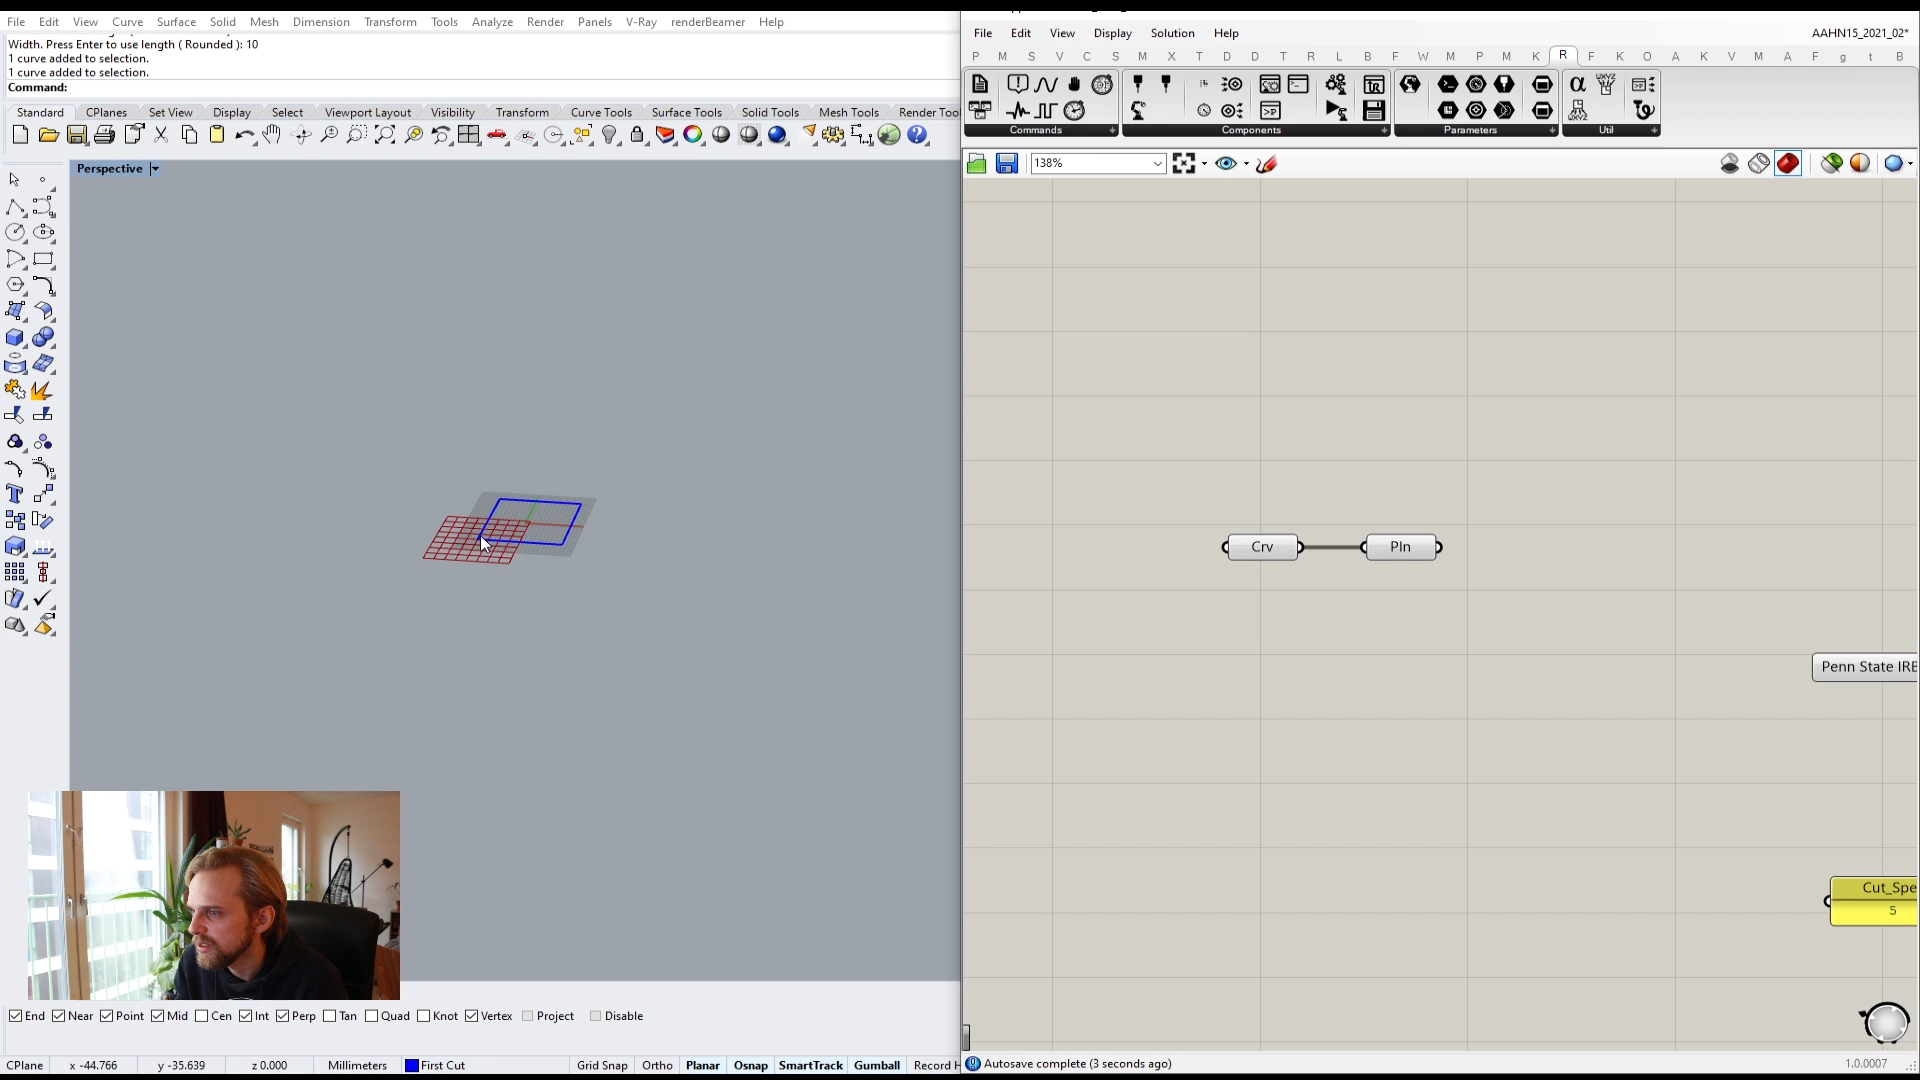 File Edit View Curve Surface Solid Mesh Dimension Transform Tools Analyze Render Panels V-Ray renderBeamer Help
Width. Press Enter to use length ( Rounded ): 10
1 curve added to selection.
1 curve added to selection.
Command:
Standard CPlanes Set View Display Select Viewport Layout Visibility Transform Curve Tools Surface Tools Solid Tools Mesh Tools Render Tool
Perspective
End Near Point Mid Cen Int Perp Tan Quad Knot Vertex Project Disable
CPlane x -44.766 y -35.639 z 0.000 Millimeters First Cut Grid Snap Ortho Planar Osnap SmartTrack Gumball Record H
File Edit View Display Solution Help
AAHN15_2021_02*
P M S V C S M X T D D T R L B F W M P M K R F K O A K V M A F g t B
Commands Components Parameters Util
138%
Crv Pln
Penn State IRB
Cut_Spe
5
Autosave complete (3 seconds ago)
1.0.0007